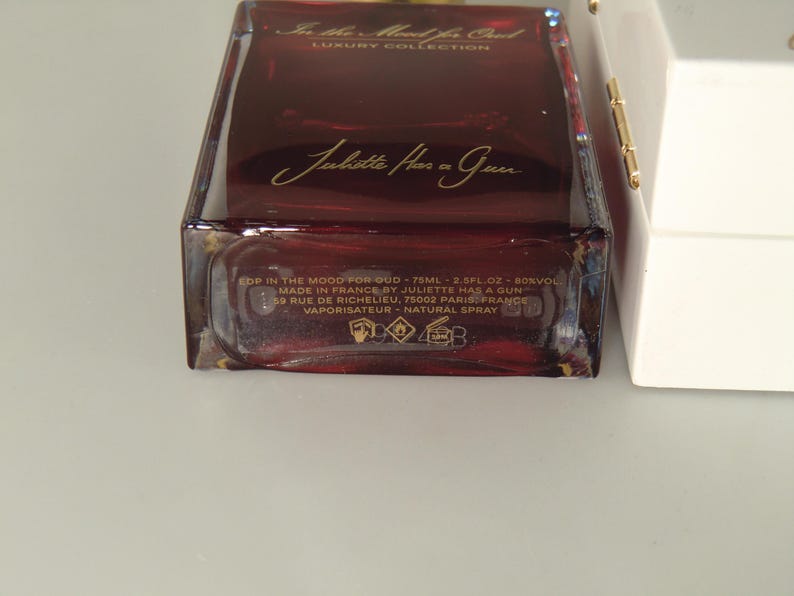 In the Mood for Oud
LUXURY COLLECTION
Juliette Has a Gun
EDP IN THE MOOD FOR OUD - 75ML - 2.5FL.OZ - 80%VOL.
MADE IN FRANCE BY JULIETTE HAS A GUN
59 RUE DE RICHELIEU, 75002 PARIS, FRANCE
VAPORISATEUR - NATURAL SPRAY